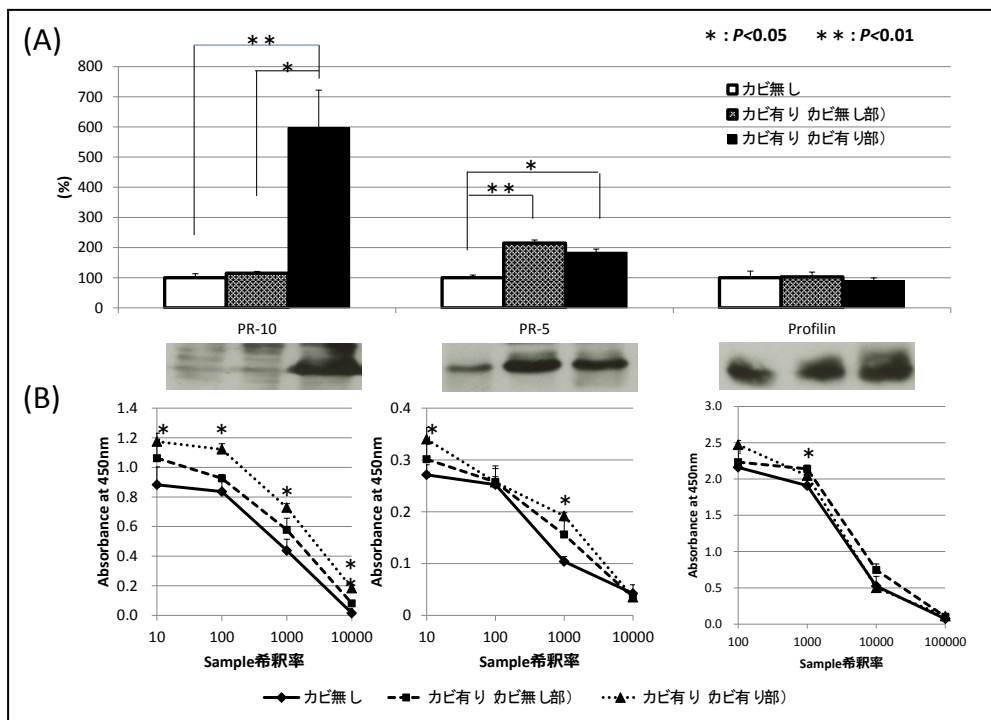 (A)
＊ : P<0.05 ＊＊ : P<0.01
＊＊
＊
800
700
600
500
400
300
200
100
0
(%)
カビ無し
カビ有り（カビ無し部）
カビ有り（カビ有り部）
＊
＊＊
PR-10 PR-5 Profilin
(B)
1.4
1.2
1.0
0.8
0.6
0.4
0.2
0.0
Absorbance at 450nm
＊ ＊
＊
＊
＊
10 100 1000 10000
Sample希釈率
0.4
0.3
0.2
0.1
0
Absorbance at 450nm
＊
＊
10 100 1000 10000
Sample希釈率
3.0
2.5
2.0
1.5
1.0
0.5
0.0
Absorbance at 450nm
＊
100 1000 10000 100000
Sample希釈率
カビ無し カビ有り（カビ無し部） カビ有り（カビ有り部）